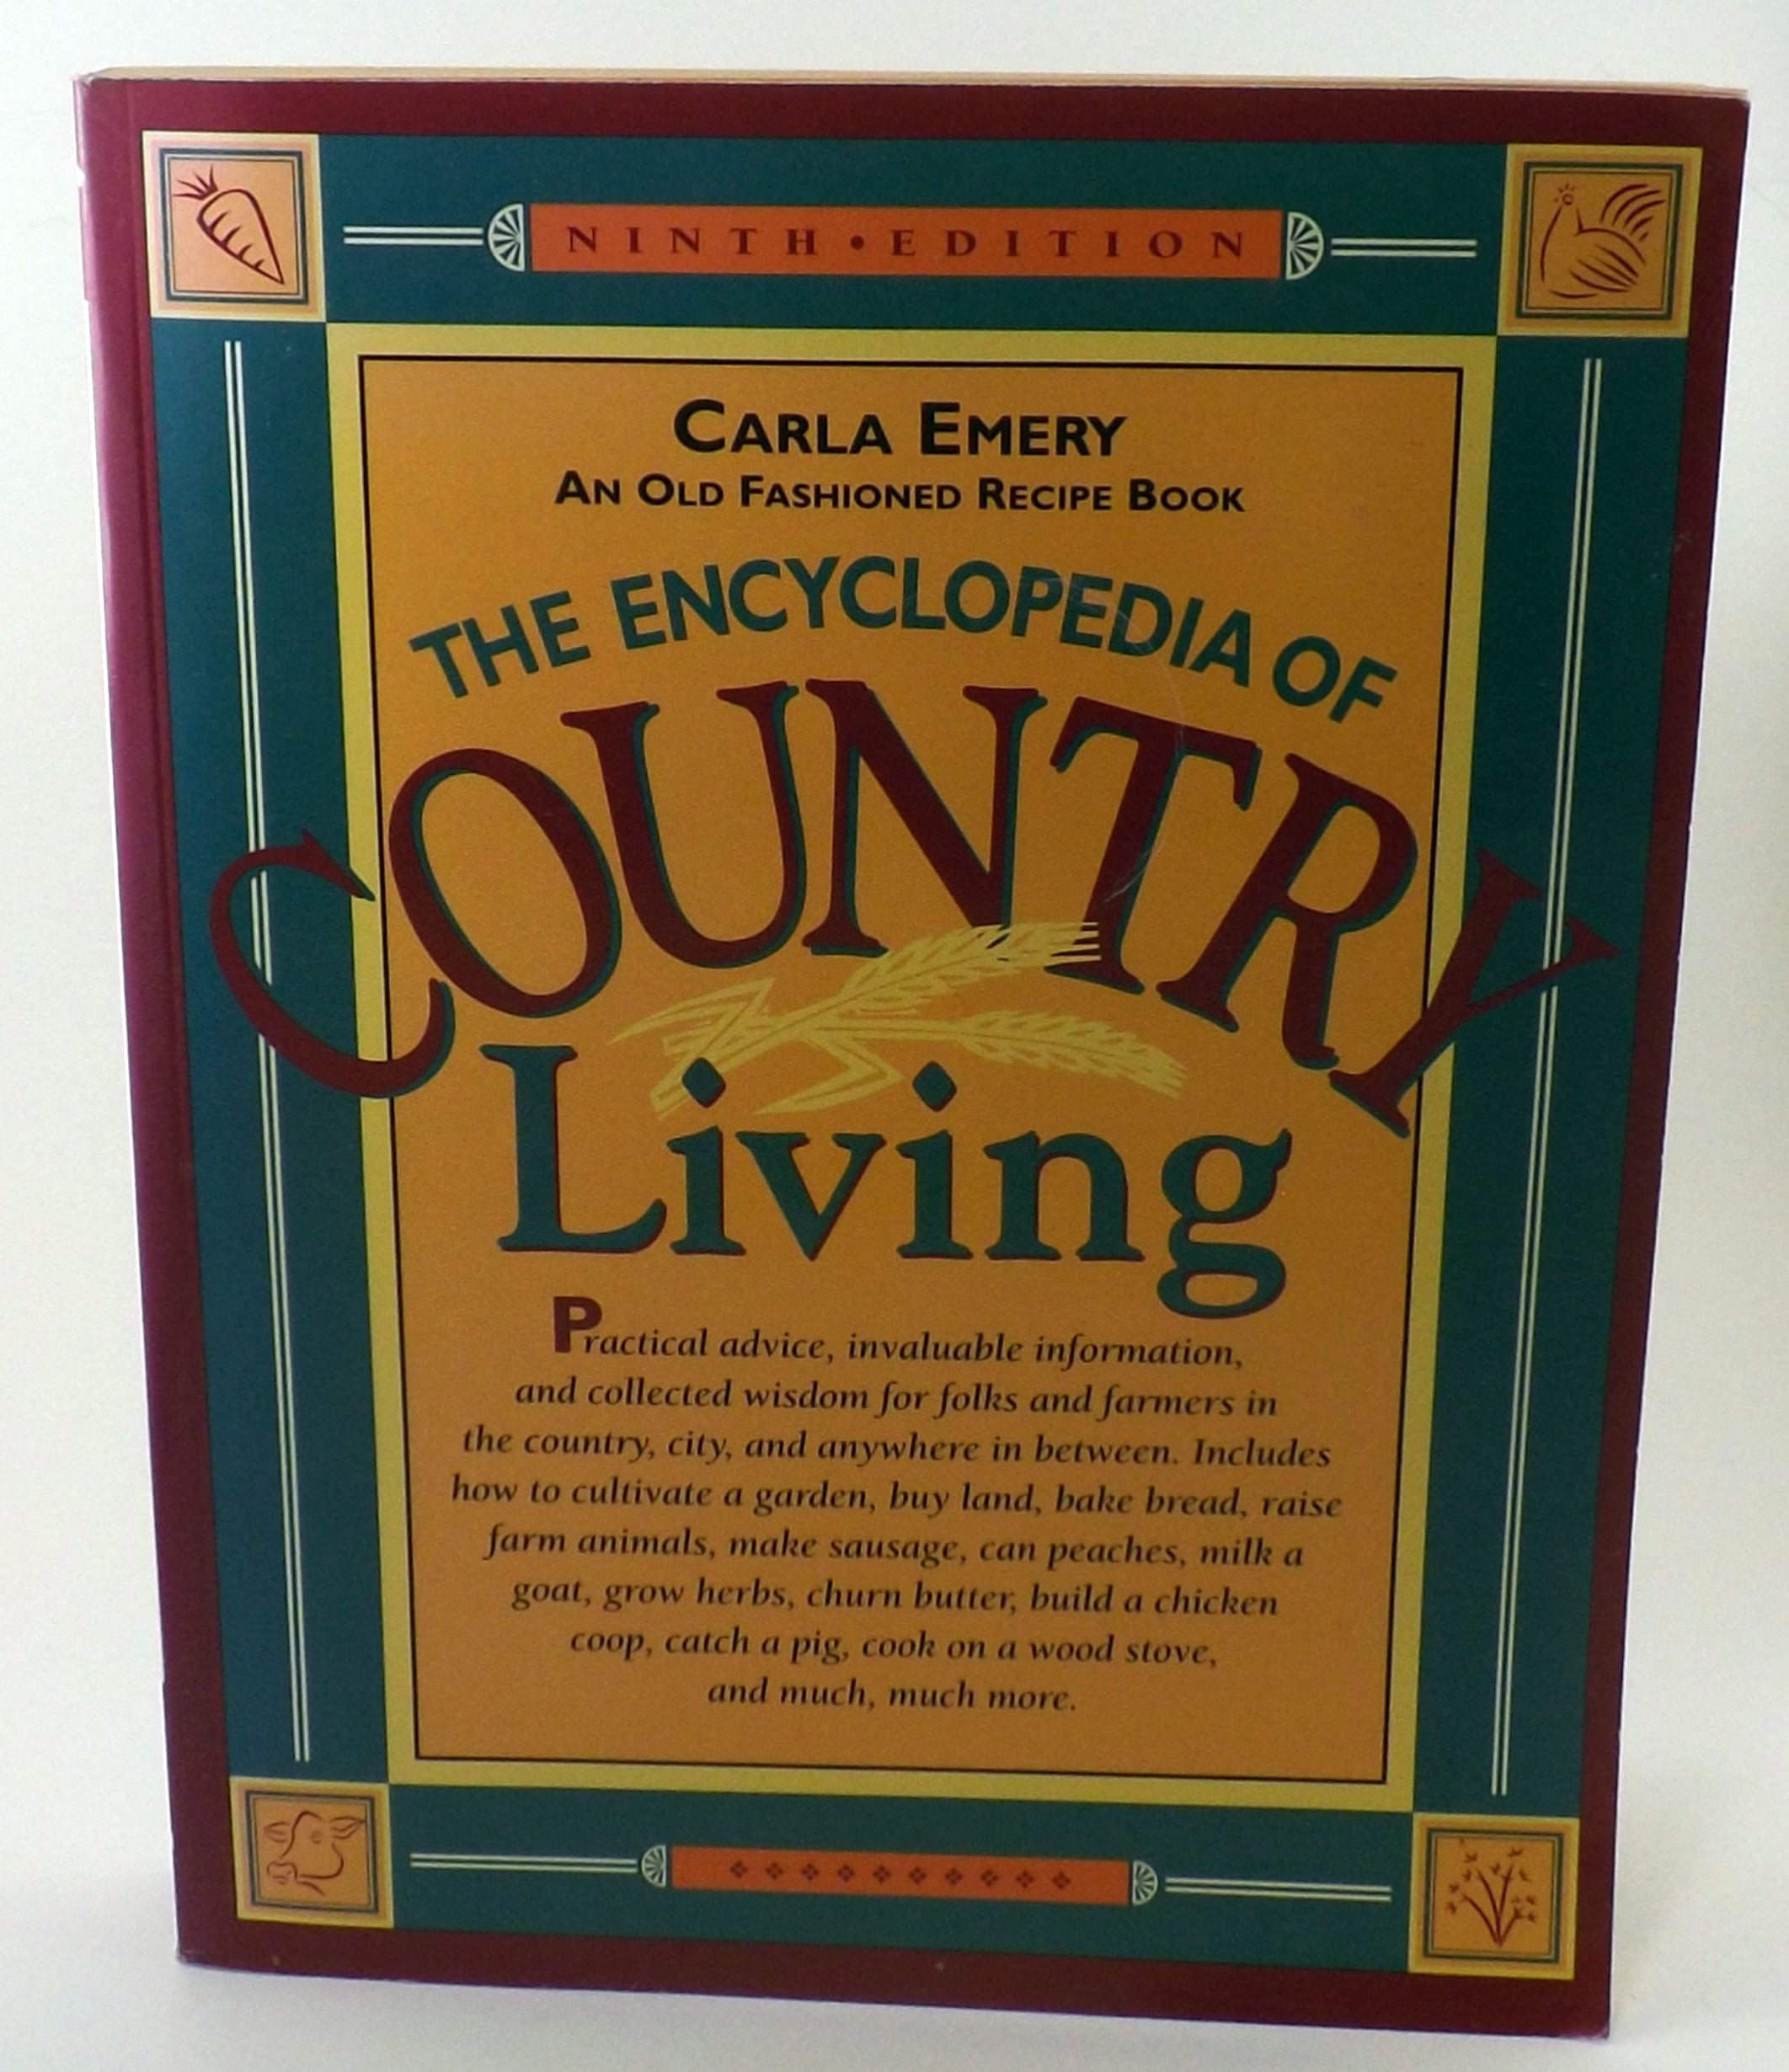 NINTH • EDITION
CARLA EMERY
AN OLD FASHIONED RECIPE BOOK
THE ENCYCLOPEDIA OF
COUNTRY
Living
Practical advice, invaluable information,
and collected wisdom for folks and farmers in
the country, city, and anywhere in between. Includes
how to cultivate a garden, buy land, bake bread, raise
farm animals, make sausage, can peaches, milk a
goat, grow herbs, churn butter, build a chicken
coop, catch a pig, cook on a wood stove,
and much, much more.